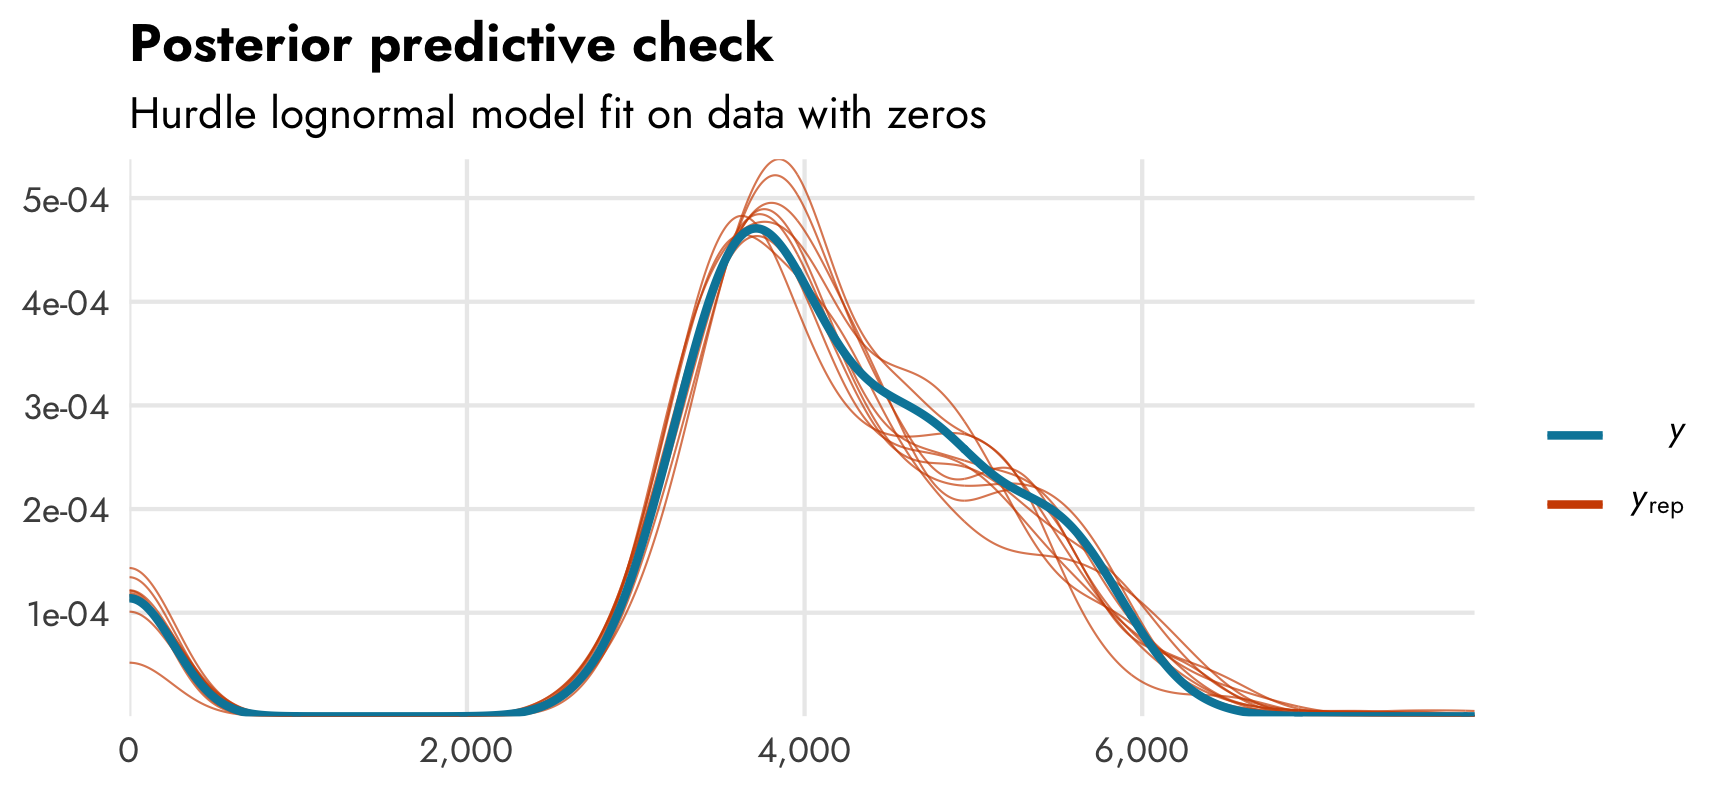 Posterior predictive check
Hurdle lognormal model fit on data with zeros
5e-04
4e-04
3e-04
2e-04
1e-04
0 2,000 4,000 6,000
y
yrep